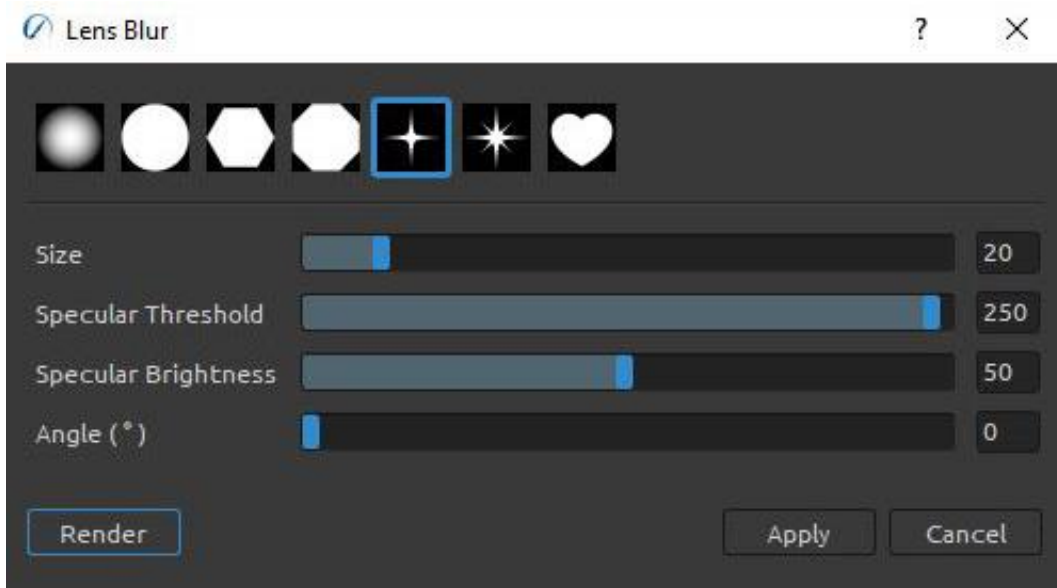 Lens Blur ?
Size 20
Specular Threshold 250
Specular Brightness 50
Angle (°) 0
Render Apply Cancel